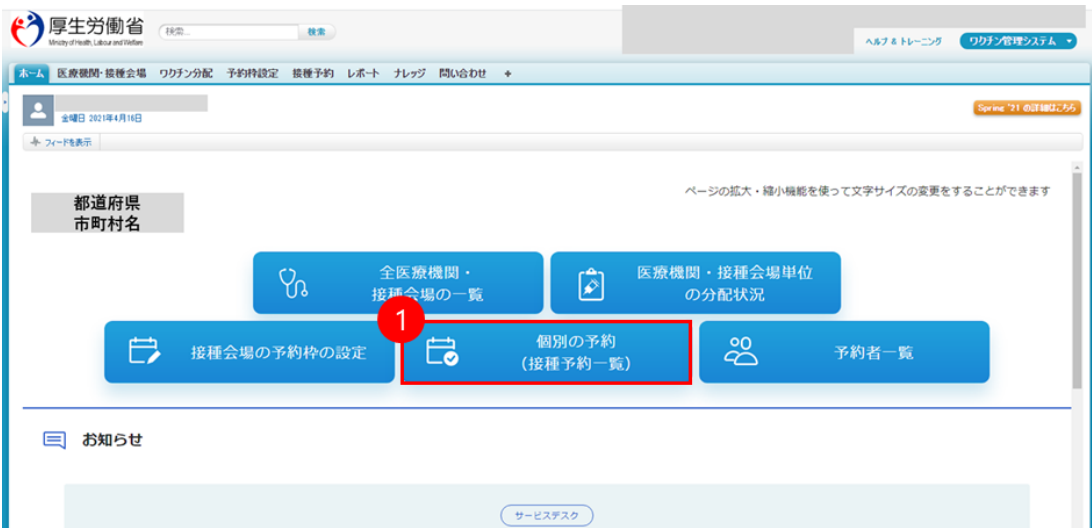 厚生労働省
Ministry of Health, Labour and Welfare
検索...
検索
ヘルプ & トレーニング
ワクチン管理システム
ホーム 医療機関・接種会場 ワクチン分配 予約枠設定 接種予約 レポート ナレッジ 問い合わせ +
金曜日 2021年4月16日
Spring '21 の詳細はこちら
フィードを表示
ページの拡大・縮小機能を使って文字サイズの変更をすることができます
都道府県
市町村名
全医療機関・
接種会場の一覧
医療機関・接種会場単位
の分配状況
1
接種会場の予約枠の設定
個別の予約
(接種予約一覧)
予約者一覧
お知らせ
サービスデスク